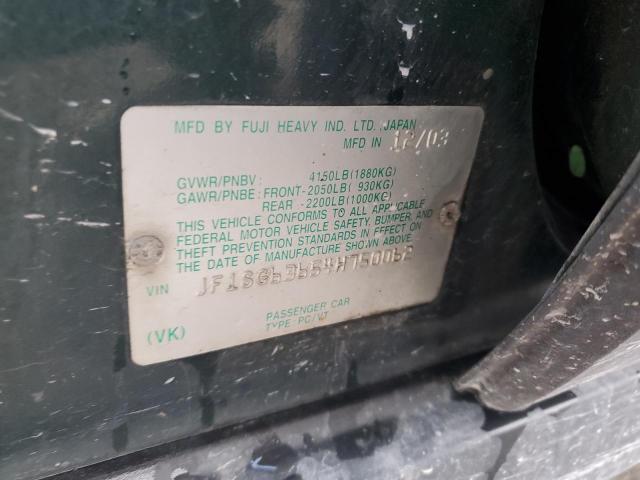 MFD BY FUJI HEAVY IND. LTD. JAPAN
MFD IN 12/03
GVWR/PNBV : 4150LB(1880KG)
GAWR/PNBE: FRONT-2050LB( 930KG)
REAR -2200LB(1000KG)
THIS VEHICLE CONFORMS TO ALL APPLICABLE
FEDERAL MOTOR VEHICLE SAFETY, BUMPER, AND
THEFT PREVENTION STANDARDS IN EFFECT ON
THE DATE OF MANUFACTURE SHOWN ABOVE.
VIN
PASSENGER CAR
(VK) TYPE: PC/VT